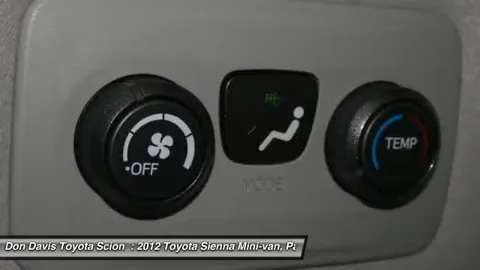 •OFF
TEMP
MODE
Don Davis Toyota Scion : 2012 Toyota Sienna Mini-van,